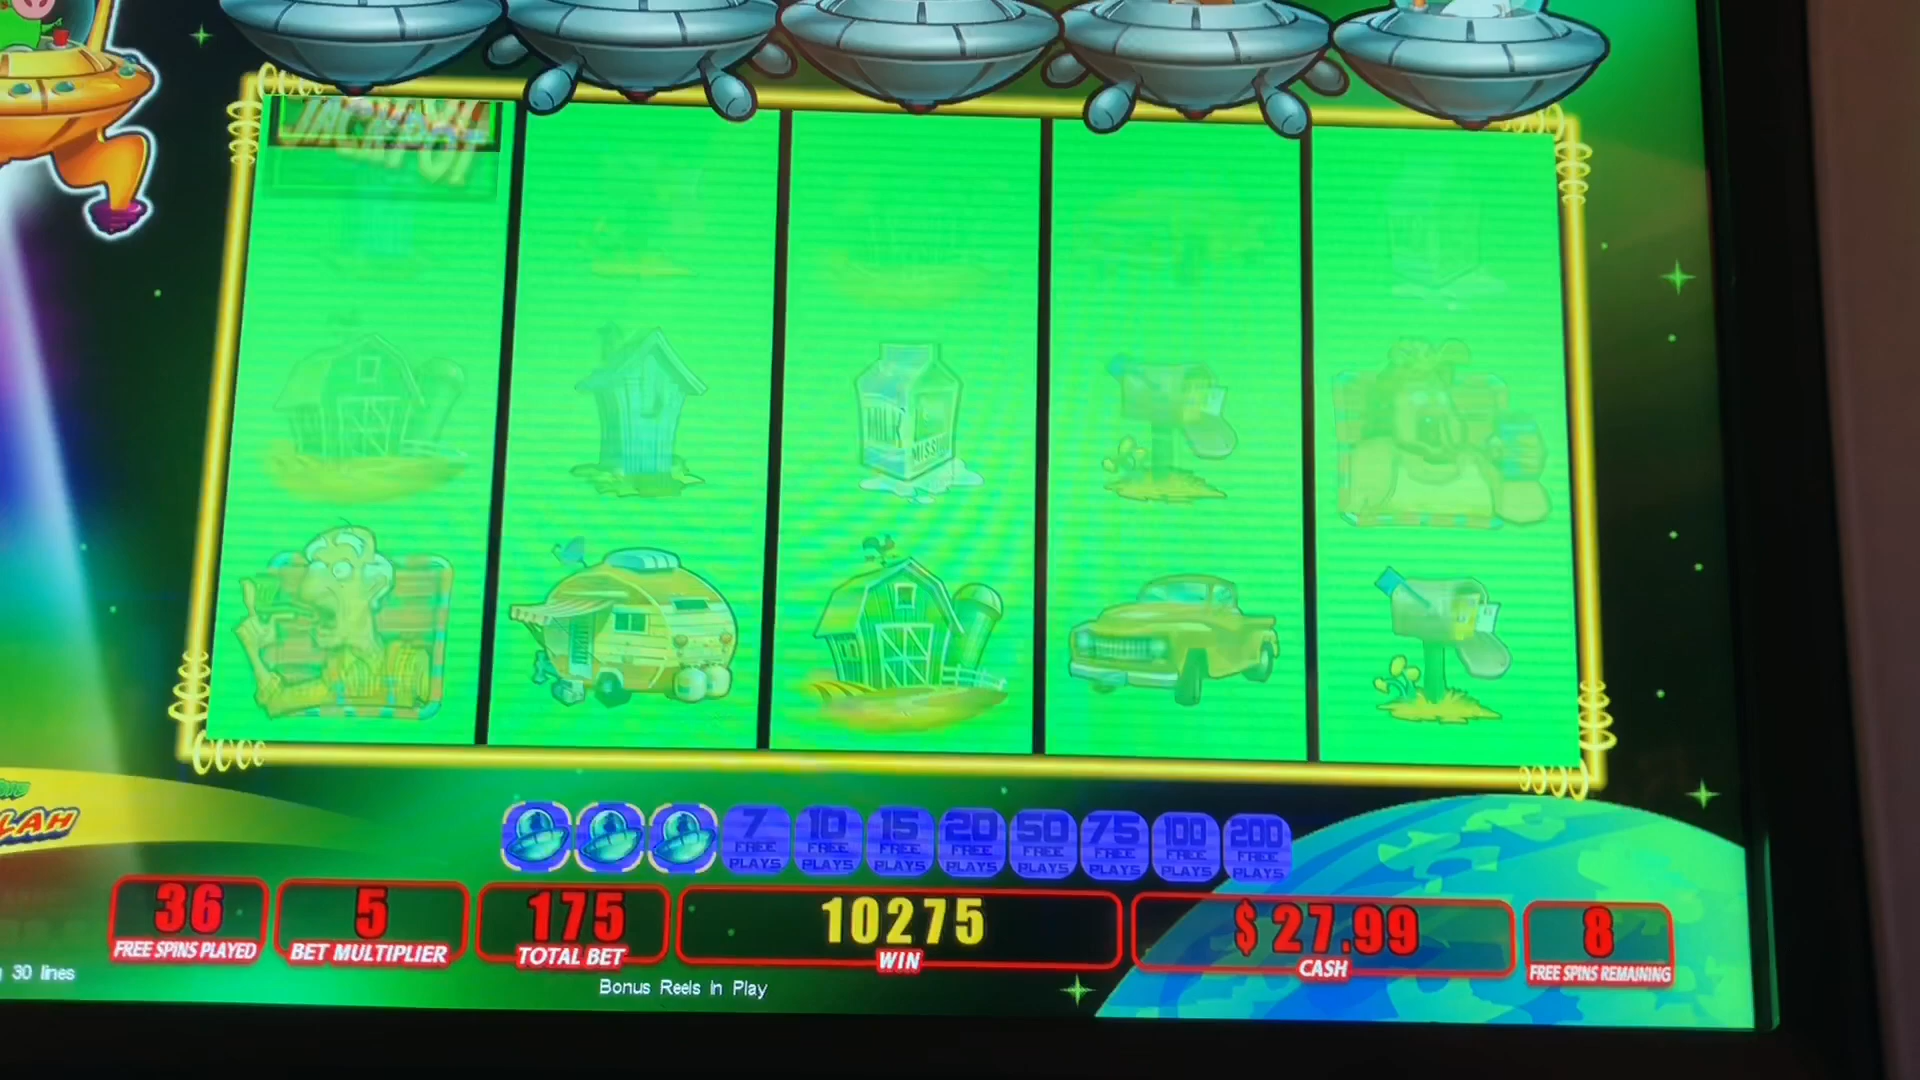 JACKPOT
MILK
MISSING
LAH
7 FREE PLAYS
10 FREE PLAYS
15 FREE PLAYS
20 FREE PLAYS
50 FREE PLAYS
75 FREE PLAYS
100 FREE PLAYS
200 FREE PLAYS
36
FREE SPINS PLAYED
5
BET MULTIPLIER
175
TOTAL BET
10275
WIN
$27.99
CASH
8
FREE SPINS REMAINING
30 lines
Bonus Reels In Play